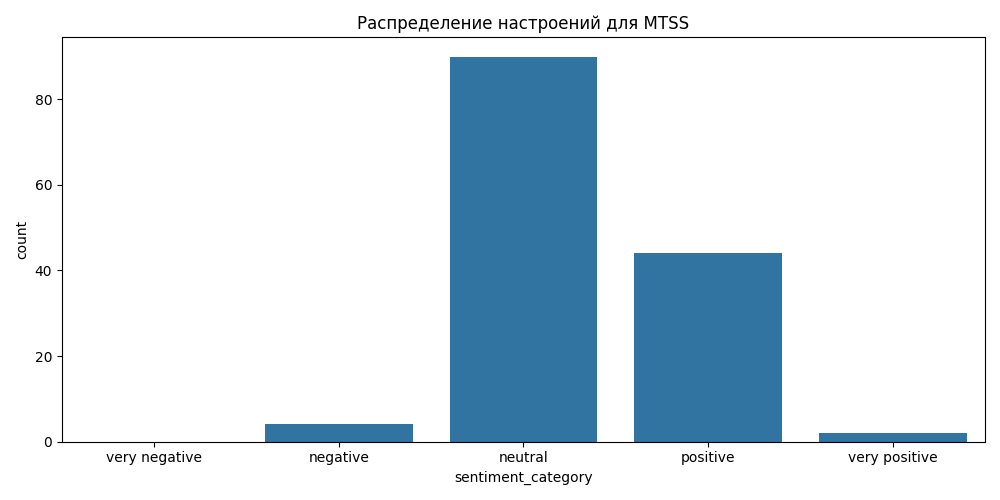 Распределение настроений для MTSS
80
60
40
20
0
count
very negative
negative
neutral
positive
very positive
sentiment_category